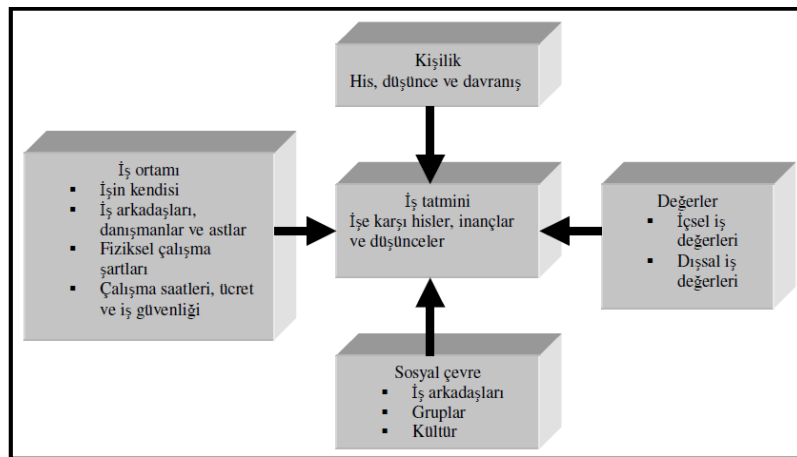 Kişilik
His, düşünce ve davranış
İş ortamı
▪ İşin kendisi
▪ İş arkadaşları,
danışmanlar ve astlar
▪ Fiziksel çalışma
şartları
▪ Çalışma saatleri, ücret
ve iş güvenliği
İş tatmini
İşe karşı hisler, inançlar
ve düşünceler
Değerler
▪ İçsel iş
değerleri
▪ Dışsal iş
değerleri
Sosyal çevre
▪ İş arkadaşları
▪ Gruplar
▪ Kültür